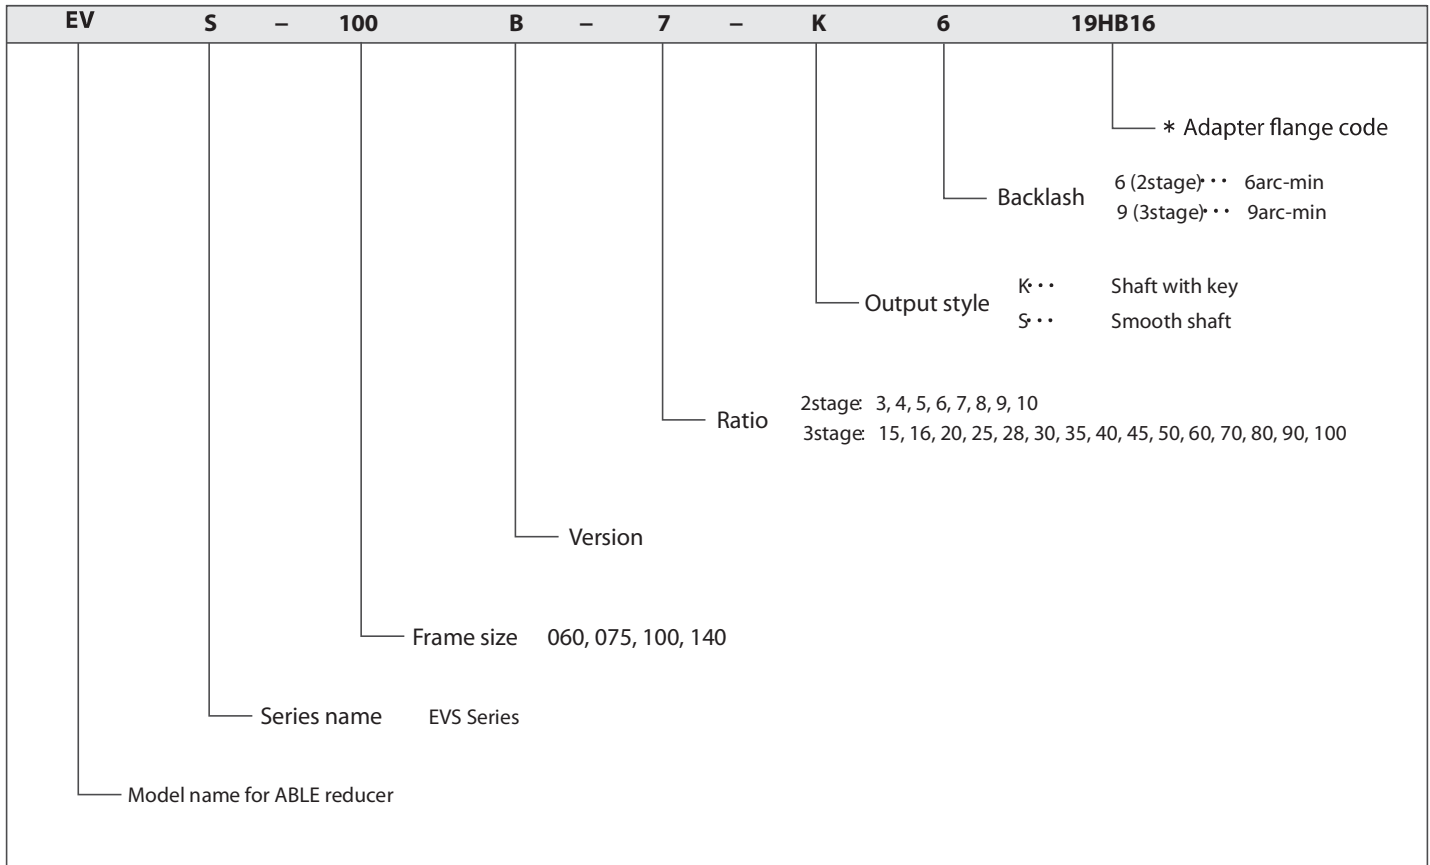 EV S – 100 B – 7 – K 6 19HB16
* Adapter flange code
Backlash
6 (2stage)··· 6arc-min
9 (3stage)··· 9arc-min
Output style
K··· Shaft with key
S··· Smooth shaft
Ratio
2stage: 3, 4, 5, 6, 7, 8, 9, 10
3stage: 15, 16, 20, 25, 28, 30, 35, 40, 45, 50, 60, 70, 80, 90, 100
Version
Frame size 060, 075, 100, 140
Series name EVS Series
Model name for ABLE reducer